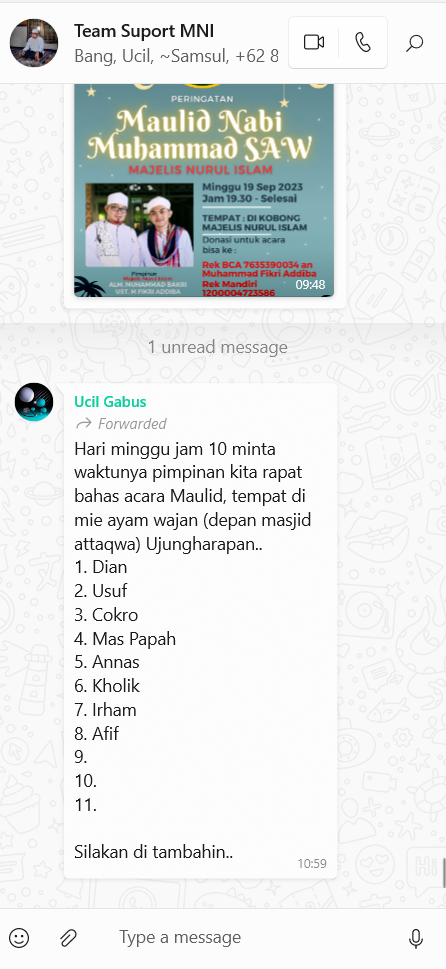 Team Suport MNI
Bang, Ucil, ~Samsul, +62 8
PERINGATAN
Maulid Nabi
Muhammad SAW
MAJELIS NURUL ISLAM
Minggu 19 Sep 2023
Jam 19.30 - Selesai
TEMPAT : DI KOBONG
MAJELIS NURUL ISLAM
Donasi untuk acara
bisa ke :
Rek BCA 7635390034 an
Muhammad Fikri Addiba
Rek Mandiri
1200004723586
Pimpinan
Majelis Nurul Islam
ALM. MUHAMMAD BAKRI
UST. M FIKRI ADDIBA
09:48
1 unread message
Ucil Gabus
Forwarded
Hari minggu jam 10 minta
waktunya pimpinan kita rapat
bahas acara Maulid, tempat di
mie ayam wajan (depan masjid
attaqwa) Ujungharapan..
1. Dian
2. Usuf
3. Cokro
4. Mas Papah
5. Annas
6. Kholik
7. Irham
8. Afif
9.
10.
11.
Silakan di tambahin..
10:59
Type a message